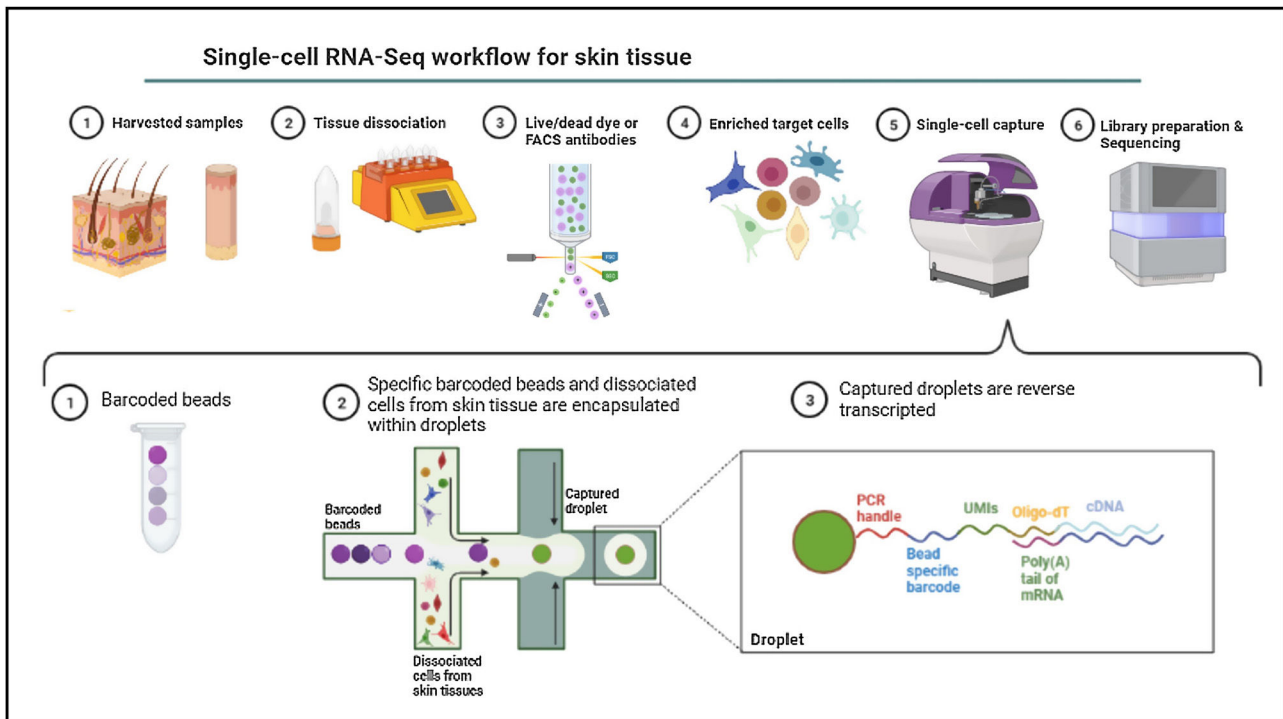 Single-cell RNA-Seq workflow for skin tissue
1 Harvested samples
2 Tissue dissociation
3 Live/dead dye or
FACS antibodies
4 Enriched target cells
5 Single-cell capture
6 Library preparation &
Sequencing
1 Barcoded beads
2 Specific barcoded beads and dissociated
cells from skin tissue are encapsulated
within droplets
3 Captured droplets are reverse
transcripted
Barcoded
beads
Captured
droplet
Dissociated
cells from
skin tissues
PCR
handle
Bead
specific
barcode
UMIs
Oligo-dT
cDNA
Poly(A)
tail of
mRNA
Droplet